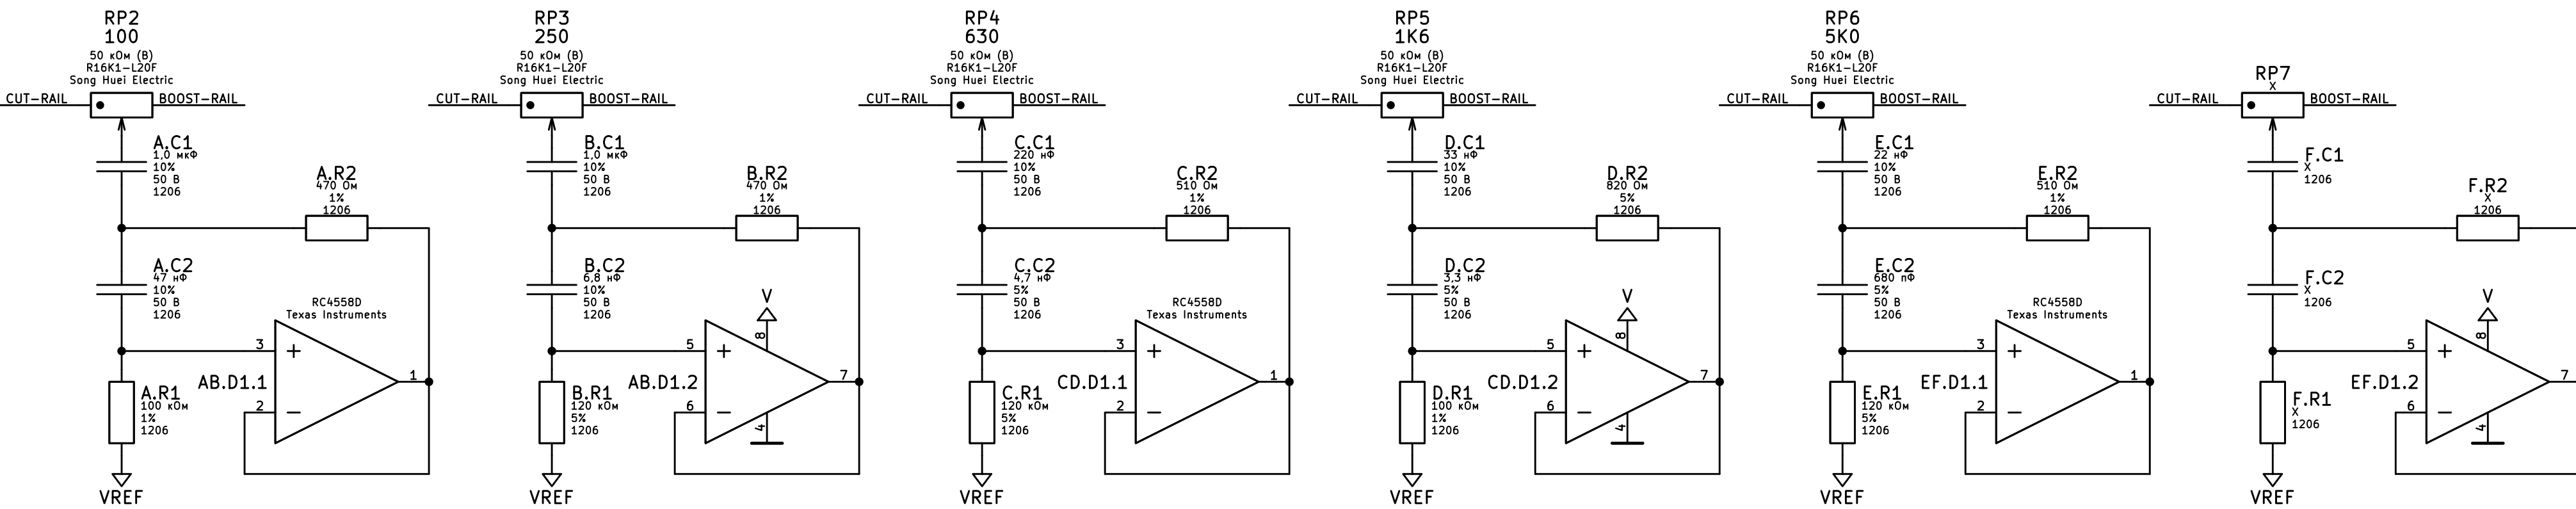 RP2
100
50 кОм (B)
R16K1-L20F
Song Huei Electric
CUT-RAIL
BOOST-RAIL
A.C1
1,0 мкФ
10%
50 В
1206
A.R2
470 Ом
1%
1206
A.C2
47 нФ
10%
50 В
1206
RC4558D
Texas Instruments
3
+
1
AB.D1.1
2
−
A.R1
100 кОм
1%
1206
VREF
RP3
250
50 кОм (B)
R16K1-L20F
Song Huei Electric
CUT-RAIL
BOOST-RAIL
B.C1
1,0 мкФ
10%
50 В
1206
B.R2
470 Ом
1%
1206
B.C2
6,8 нФ
10%
50 В
1206
V
8
5
+
7
AB.D1.2
6
−
4
B.R1
120 кОм
5%
1206
VREF
RP4
630
50 кОм (B)
R16K1-L20F
Song Huei Electric
CUT-RAIL
BOOST-RAIL
C.C1
220 нФ
10%
50 В
1206
C.R2
510 Ом
1%
1206
C.C2
4,7 нФ
5%
50 В
1206
RC4558D
Texas Instruments
3
+
1
CD.D1.1
2
−
C.R1
120 кОм
5%
1206
VREF
RP5
1K6
50 кОм (B)
R16K1-L20F
Song Huei Electric
CUT-RAIL
BOOST-RAIL
D.C1
33 нФ
10%
50 В
1206
D.R2
820 Ом
5%
1206
D.C2
3,3 нФ
5%
50 В
1206
V
8
5
+
7
CD.D1.2
6
−
4
D.R1
100 кОм
1%
1206
VREF
RP6
5K0
50 кОм (B)
R16K1-L20F
Song Huei Electric
CUT-RAIL
BOOST-RAIL
E.C1
22 нФ
10%
50 В
1206
E.R2
510 Ом
1%
1206
E.C2
680 пФ
5%
50 В
1206
RC4558D
Texas Instruments
3
+
1
EF.D1.1
2
−
E.R1
120 кОм
5%
1206
VREF
RP7
X
CUT-RAIL
BOOST-RAIL
F.C1
X
1206
F.R2
X
1206
F.C2
X
1206
V
8
5
+
7
EF.D1.2
6
−
4
F.R1
X
1206
VREF